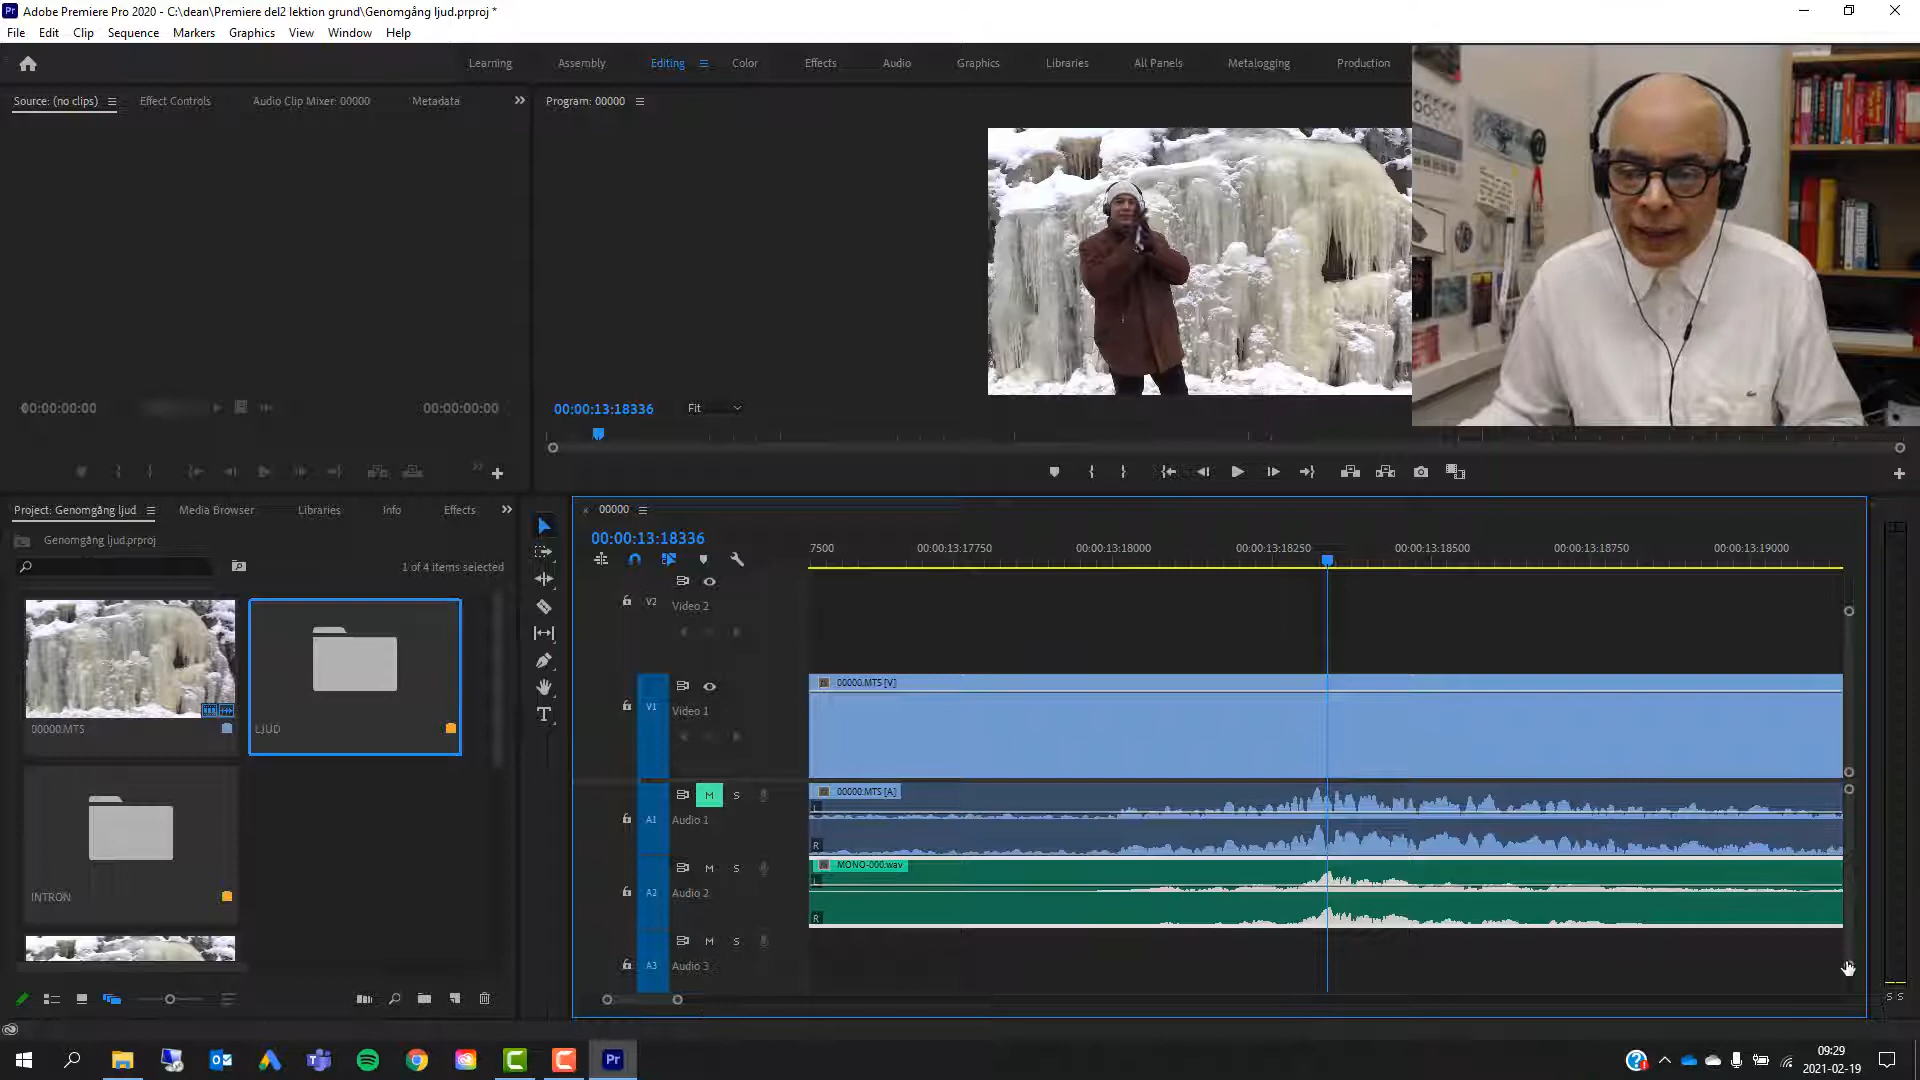 Adobe Premiere Pro 2020 - C:\dean\Premiere del2 lektion grund\Genomgång ljud.prproj *
File Edit Clip Sequence Markers Graphics View Window Help
Learning Assembly Editing Color Effects Audio Graphics Libraries All Panels Metalogging Production
Source: (no clips) Effect Controls Audio Clip Mixer: 00000 Metadata
Program: 00000
00:00:00:00 00:00:00:00
00:00:13:18336 Fit
Project: Genomgång ljud Media Browser Libraries Info Effects
Genomgång ljud.prproj
1 of 4 items selected
00000.MTS
LJUD
INTRON
00000
00:00:13:18336
7500 00:00:13:17750 00:00:13:18000 00:00:13:18250 00:00:13:18500 00:00:13:18750 00:00:13:19000
V2 Video 2
V1 Video 1
00000.MTS [V]
M S
A1 Audio 1
00000.MTS [A]
L
R
M S
A2 Audio 2
MONO-000.wav
L
R
M S
A3 Audio 3
S S
Pr
09:29
2021-02-19